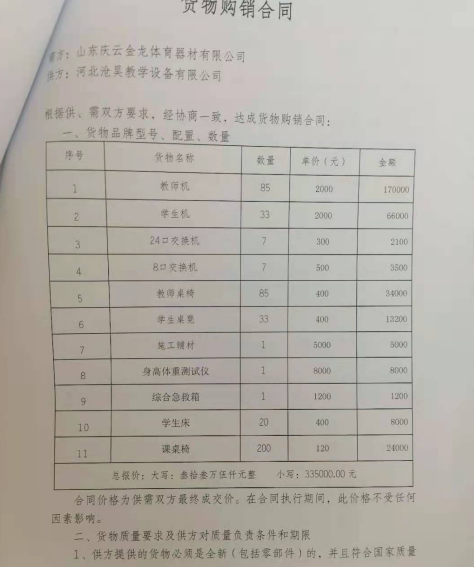 货物购销合同
需方：山东庆云金龙体育器材有限公司
供方：河北沧昊教学设备有限公司
根据供、需双方要求，经协商一致，达成货物购销合同：
一、货物品牌型号、配置、数量
序号 货物名称 数量 单价（元） 金额
1 教师机 85 2000 170000
2 学生机 33 2000 66000
3 24口交换机 7 300 2100
4 8口交换机 7 500 3500
5 教师桌椅 85 400 34000
6 学生桌凳 33 400 13200
7 施工辅材 1 5000 5000
8 身高体重测试仪 1 8000 8000
9 综合急救箱 1 1200 1200
10 学生床 20 400 8000
11 课桌椅 200 120 24000
总报价：大写：叁拾叁万伍仟元整 小写：335000.00 元
合同价格为供需双方最终成交价。在合同执行期间，此价格不受任何
因素影响。
二、货物质量要求及供方对质量负责条件和期限
1、供方提供的货物必须是全新（包括零部件）的，并且符合国家质量